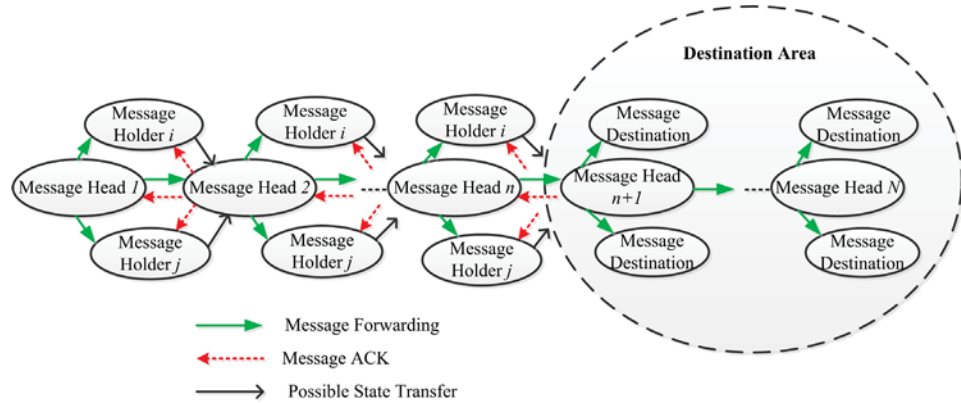 Destination Area
Message
Holder i
Message
Holder i
Message
Holder i
Message
Destination
Message
Destination
Message Head 1
Message Head 2
Message Head n
Message Head
n+1
Message Head N
Message
Holder j
Message
Holder j
Message
Holder j
Message
Destination
Message
Destination
Message Forwarding
Message ACK
Possible State Transfer